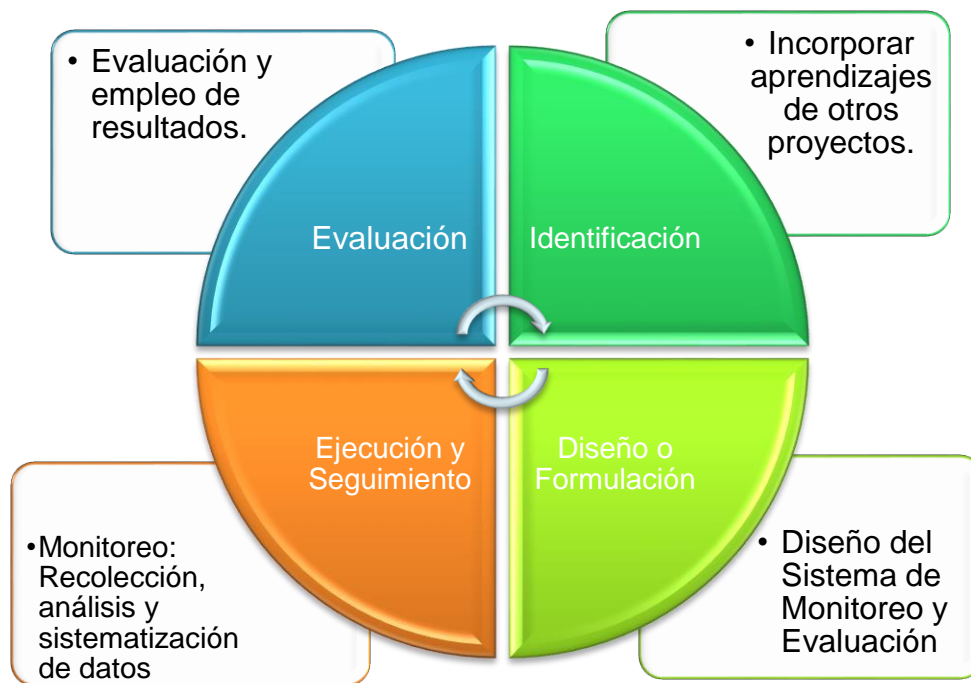 • Evaluación y
empleo de
resultados.
• Incorporar
aprendizajes
de otros
proyectos.
Evaluación
Identificación
Ejecución y
Seguimiento
Diseño o
Formulación
•Monitoreo:
Recolección,
análisis y
sistematización
de datos
• Diseño del
Sistema de
Monitoreo y
Evaluación